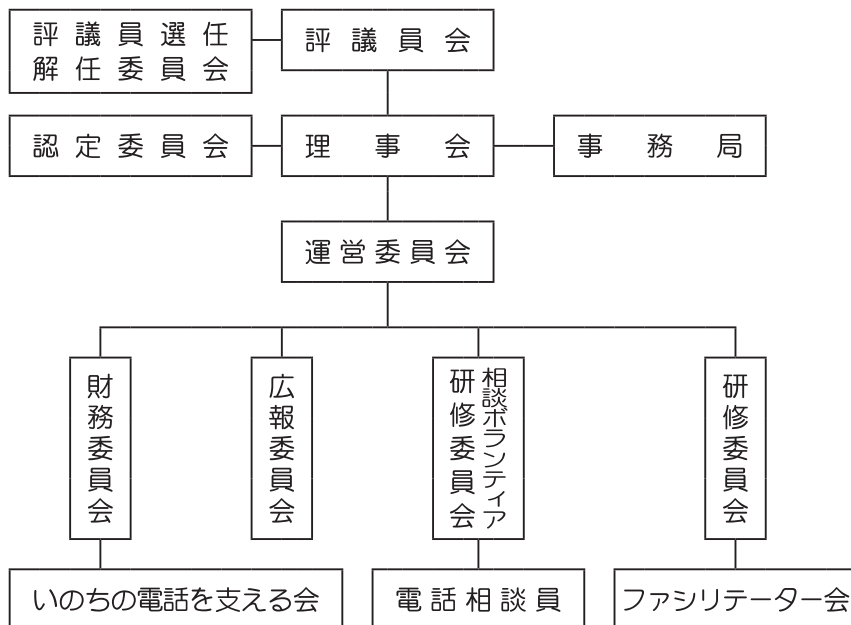 評議員選任
解任委員会
評議員会
認定委員会
理事会
事務局
運営委員会
財務委員会
広報委員会
相談ボランティア
研修委員会
研修委員会
いのちの電話を支える会
電話相談員
ファシリテーター会